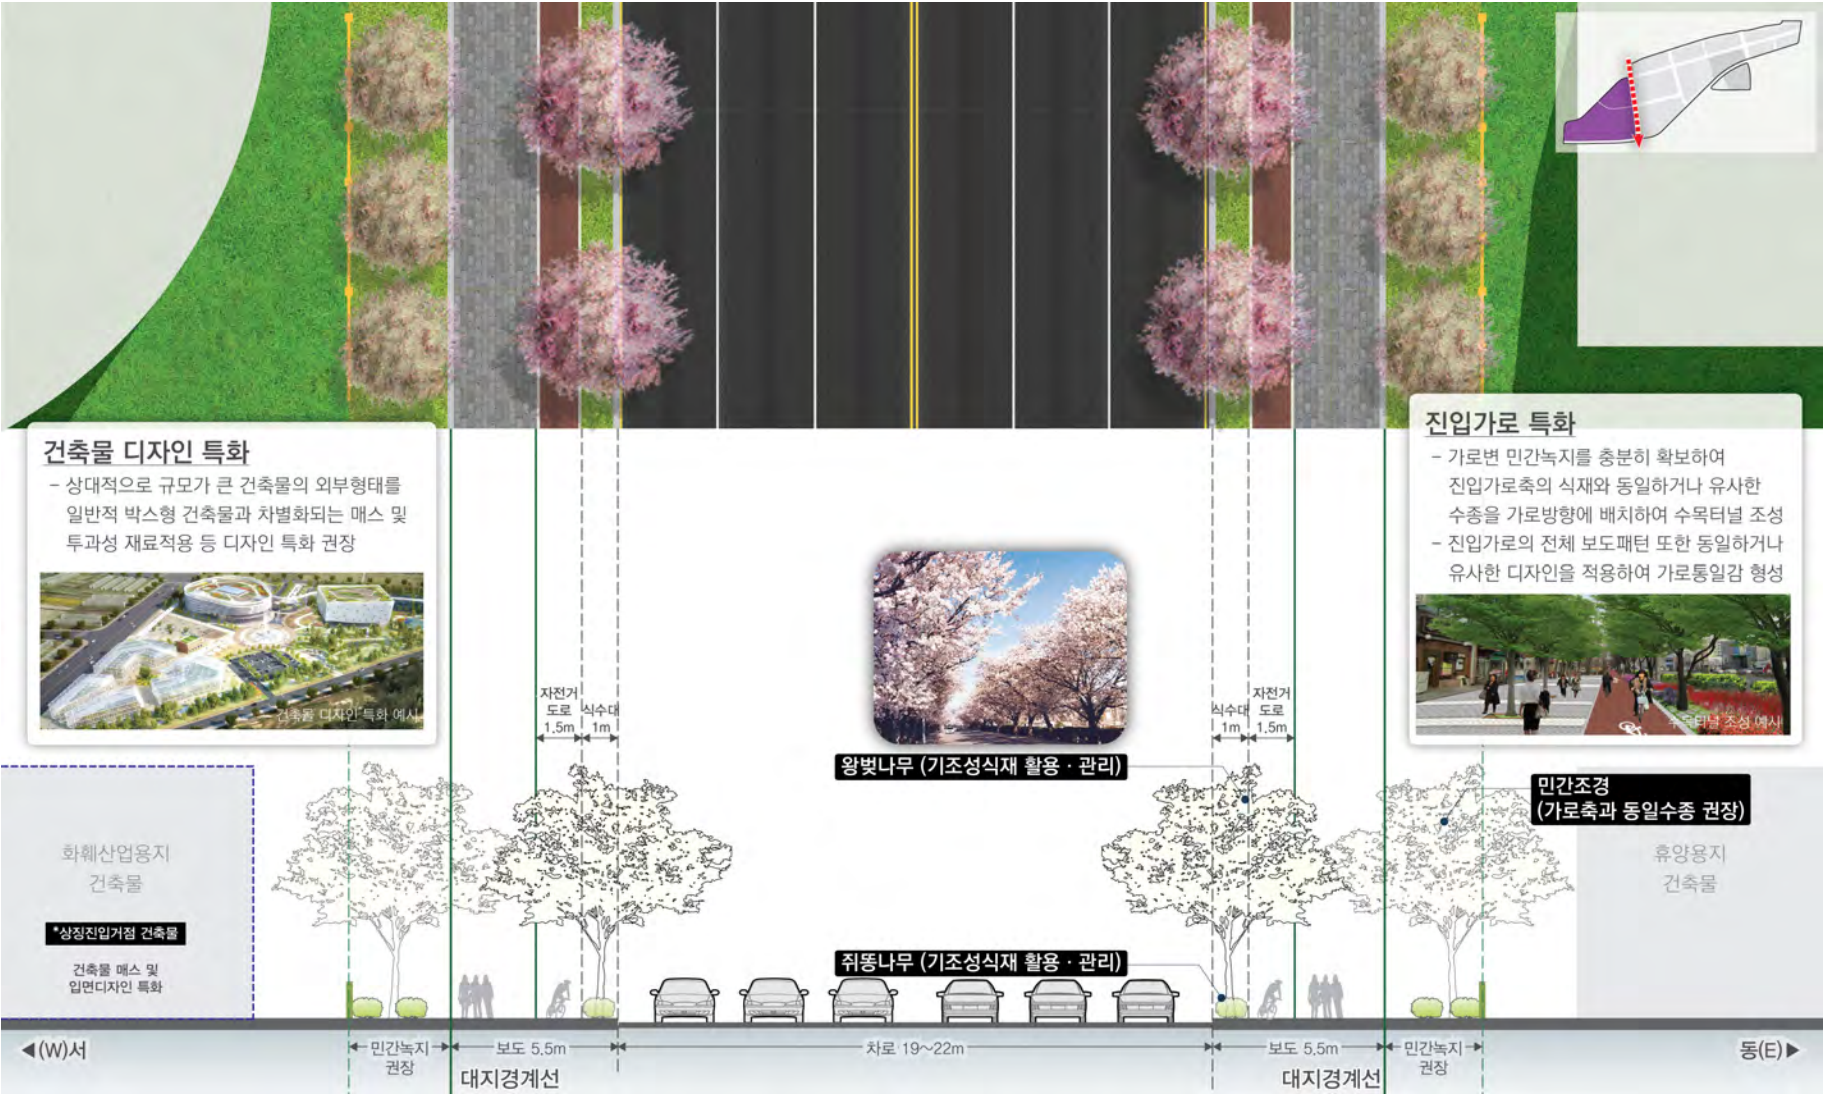 건축물 디자인 특화
- 상대적으로 규모가 큰 건축물의 외부형태를
일반적 박스형 건축물과 차별화되는 매스 및
투과성 재료적용 등 디자인 특화 권장
건축물 디자인 특화 예시
진입가로 특화
- 가로변 민간녹지를 충분히 확보하여
진입가로축의 식재와 동일하거나 유사한
수종을 가로방향에 배치하여 수목터널 조성
- 진입가로의 전체 보도패턴 또한 동일하거나
유사한 디자인을 적용하여 가로통일감 형성
수목터널 조성 예시
자전거
도로
1.5m
식수대
1m
식수대
1m
자전거
도로
1.5m
왕벚나무 (기조성식재 활용 · 관리)
민간조경
(가로축과 동일수종 권장)
화훼산업용지
건축물
*상징진입거점 건축물
건축물 매스 및
입면디자인 특화
휴양용지
건축물
쥐똥나무 (기조성식재 활용 · 관리)
◀(W)서
민간녹지
권장
보도 5.5m
차로 19~22m
보도 5.5m
민간녹지
권장
동(E)▶
대지경계선
대지경계선